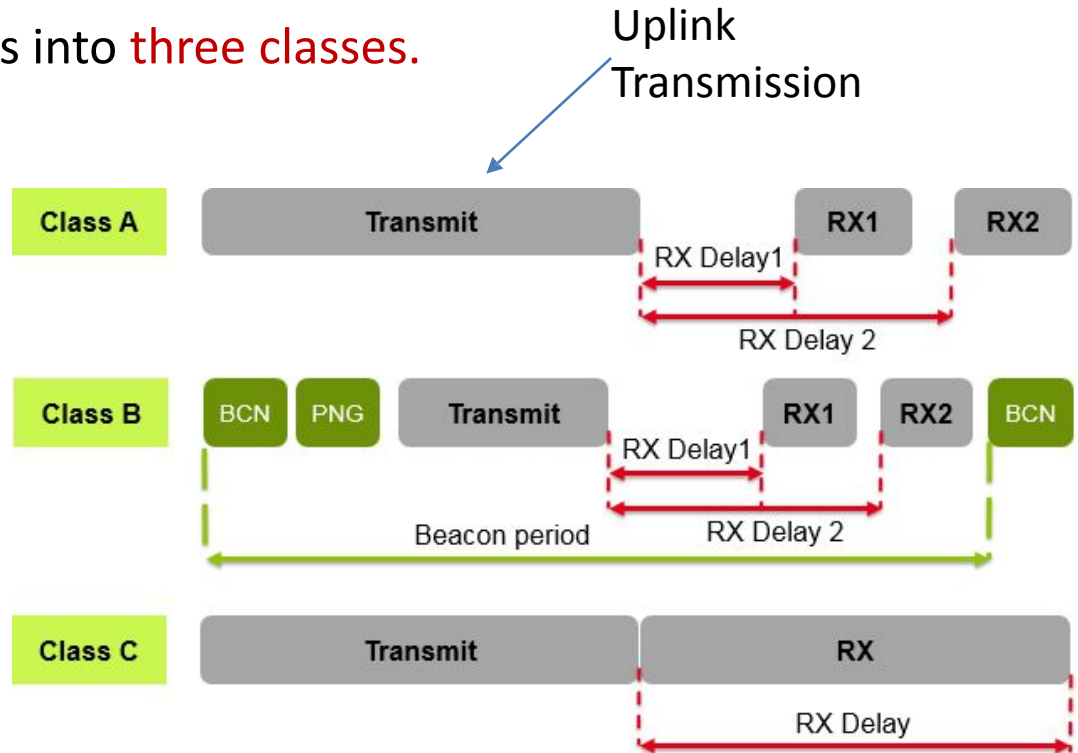 s into three classes.
Uplink
Transmission
Class A
Transmit
RX1
RX2
RX Delay1
RX Delay 2
Class B
BCN
PNG
Transmit
RX1
RX2
BCN
RX Delay1
RX Delay 2
Beacon period
Class C
Transmit
RX
RX Delay